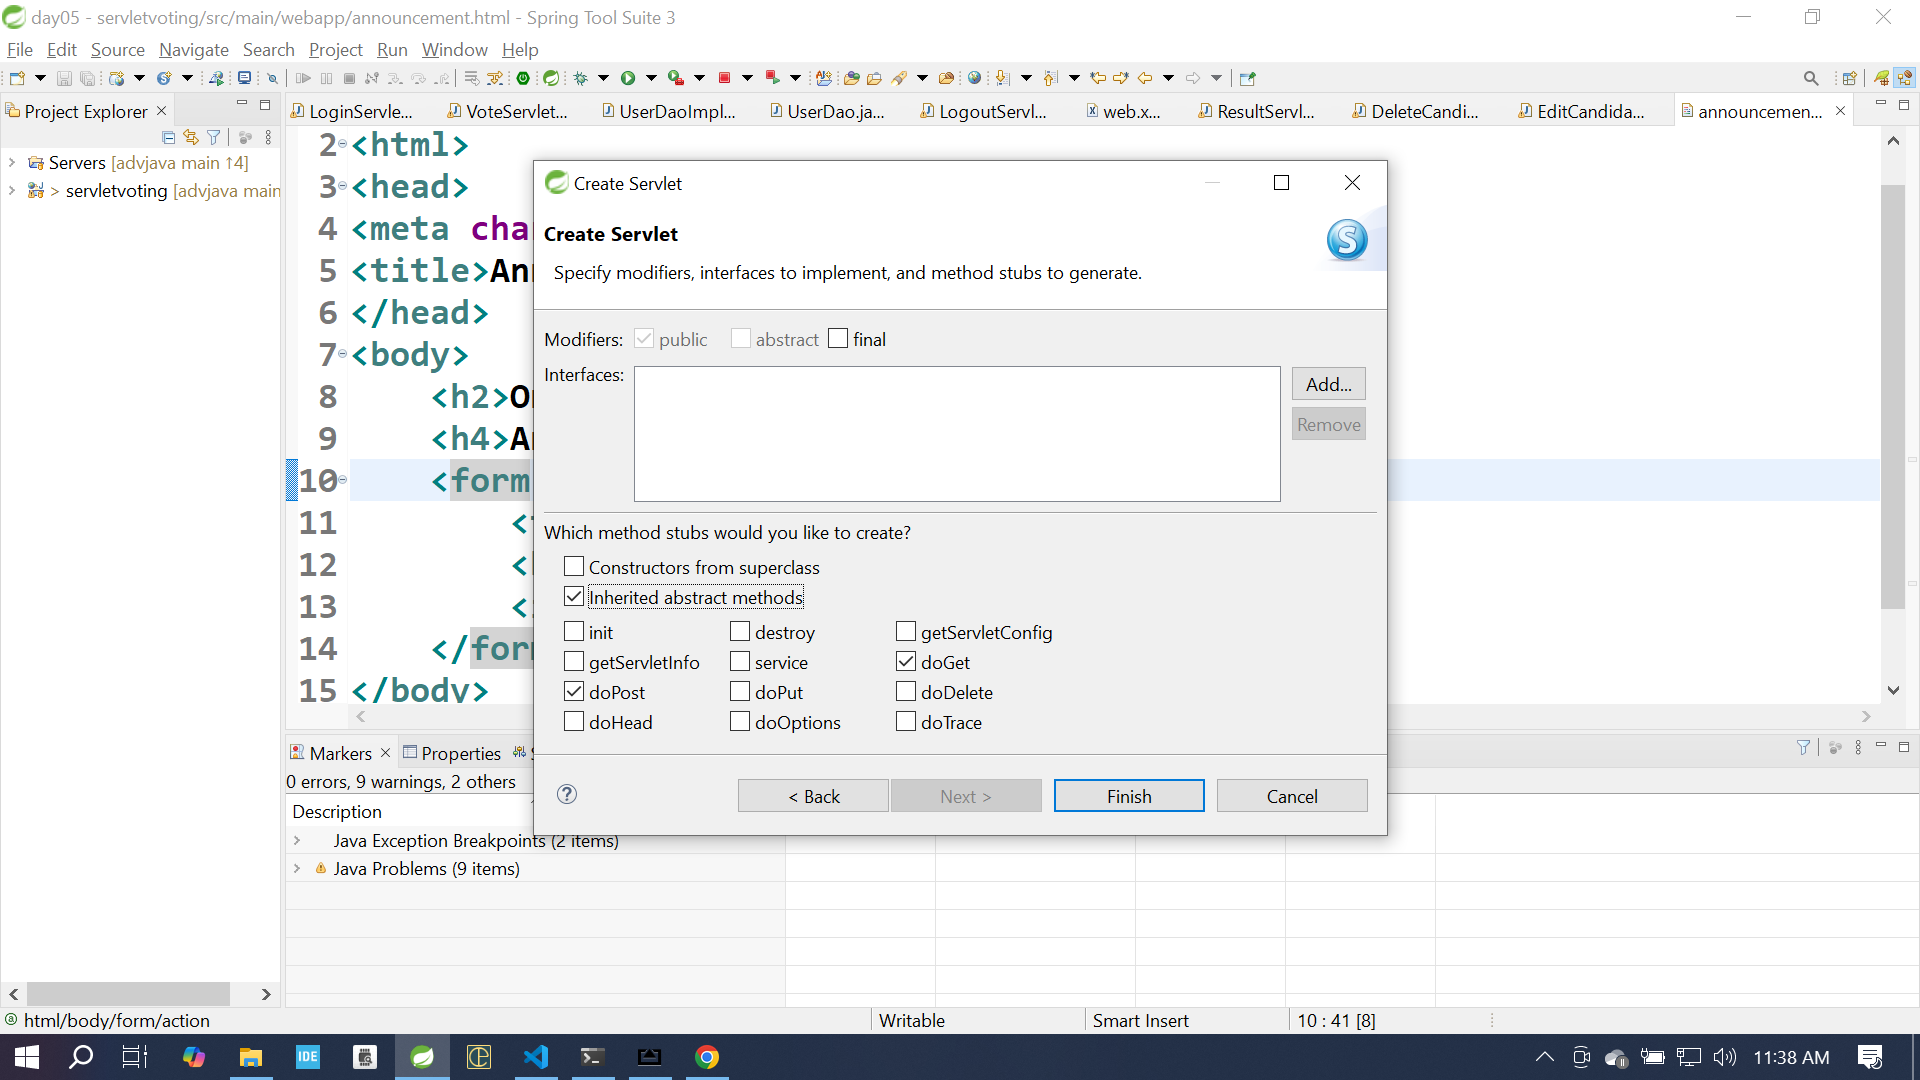 day05 - servletvoting/src/main/webapp/announcement.html - Spring Tool Suite 3
File Edit Source Navigate Search Project Run Window Help
Project Explorer
LoginServle... VoteServlet... UserDaoImpl... UserDao.ja... LogoutServl... web.x... ResultServl... DeleteCandi... EditCandida... announcemen...
Servers [advjava main ↑4]
> servletvoting [advjava main
2 <html>
3 <head>
4 <meta cha
5 <title>An
6 </head>
7 <body>
8 <h2>O
9 <h4>A
10 <form
11 <
12 <
13 <
14 </for
15 </body>
Create Servlet
Create Servlet
Specify modifiers, interfaces to implement, and method stubs to generate.
Modifiers: public abstract final
Interfaces:
Add...
Remove
Which method stubs would you like to create?
Constructors from superclass
Inherited abstract methods
init destroy getServletConfig
getServletInfo service doGet
doPost doPut doDelete
doHead doOptions doTrace
< Back Next > Finish Cancel
Markers Properties
0 errors, 9 warnings, 2 others
Description
Java Exception Breakpoints (2 items)
Java Problems (9 items)
html/body/form/action Writable Smart Insert 10 : 41 [8]
IDE
11:38 AM